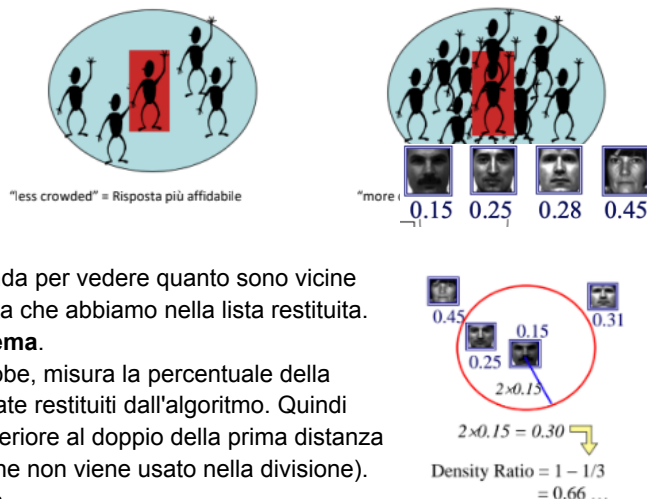 "less crowded" = Risposta più affidabile
"more
0.15 0.25 0.28 0.45
da per vedere quanto sono vicine
a che abbiamo nella lista restituita.
ma.
bbe, misura la percentuale della
ate restituiti dall'algoritmo. Quindi
eriore al doppio della prima distanza
ne non viene usato nella divisione).
0.45
0.31
0.15
0.25
2×0.15
2×0.15 = 0.30
Density Ratio = 1 – 1/3
= 0.66 ...